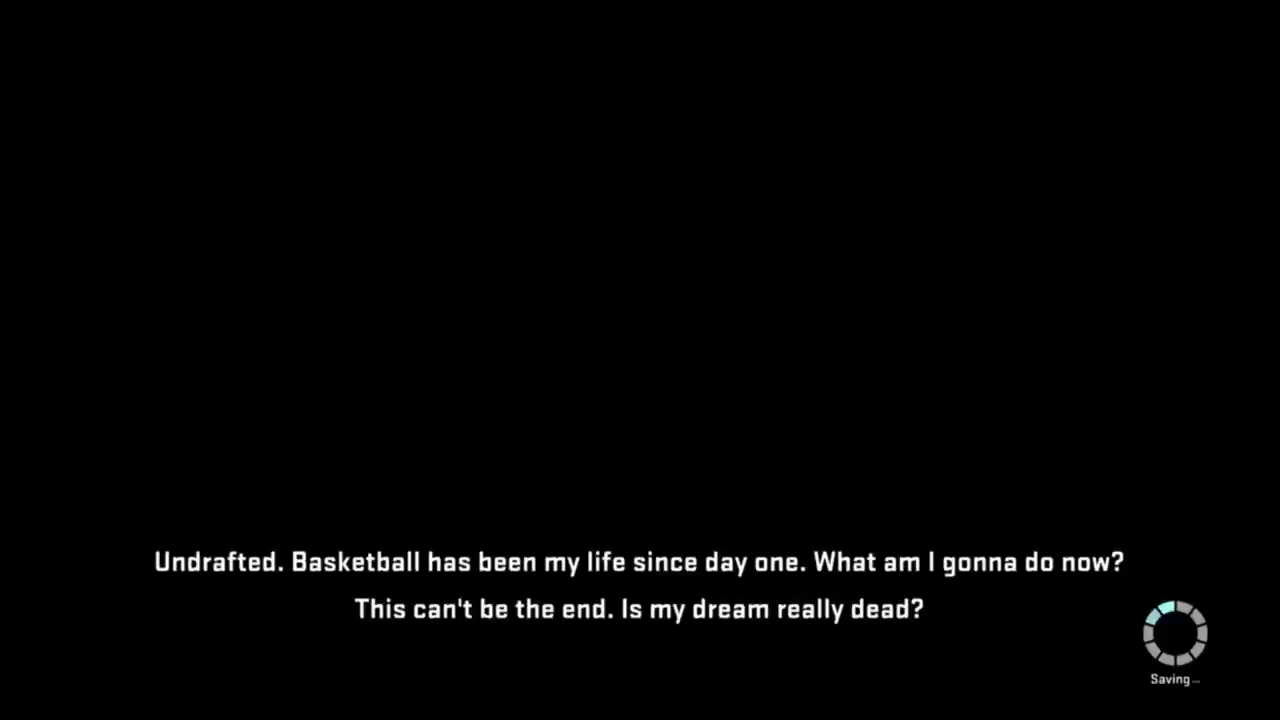 Undrafted. Basketball has been my life since day one. What am I gonna do now?
This can't be the end. Is my dream really dead?
Saving...